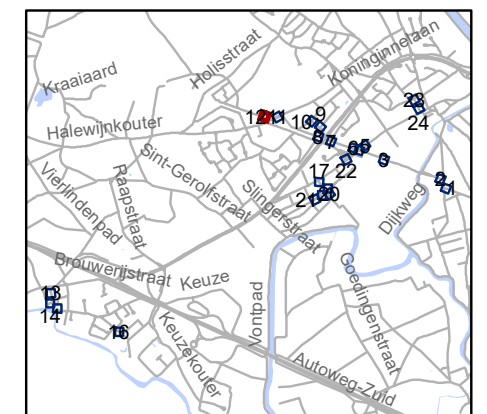 Koninginnelaan
Holisstraat
Kraaiaard
23
24
12
11
10
9
Halewijnkouter
8
7
6
5
3
22
Sint-Gerolfstraat
Vierlindenpad
Raapstraat
17
Slingerstraat
20
21
2
1
Dijkweg
Goedingenstraat
Brouwerijstraat
Keuze
Vontpad
13
14
16
Keuzekouter
Autoweg-Zuid